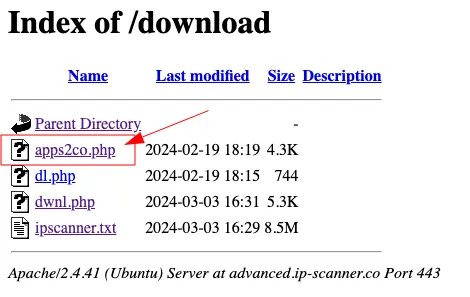 Index of /download
Name Last modified Size Description
Parent Directory -
apps2co.php 2024-02-19 18:19 4.3K
dl.php 2024-02-19 18:15 744
dwnl.php 2024-03-03 16:31 5.3K
ipscanner.txt 2024-03-03 16:29 8.5M
Apache/2.4.41 (Ubuntu) Server at advanced.ip-scanner.co Port 443